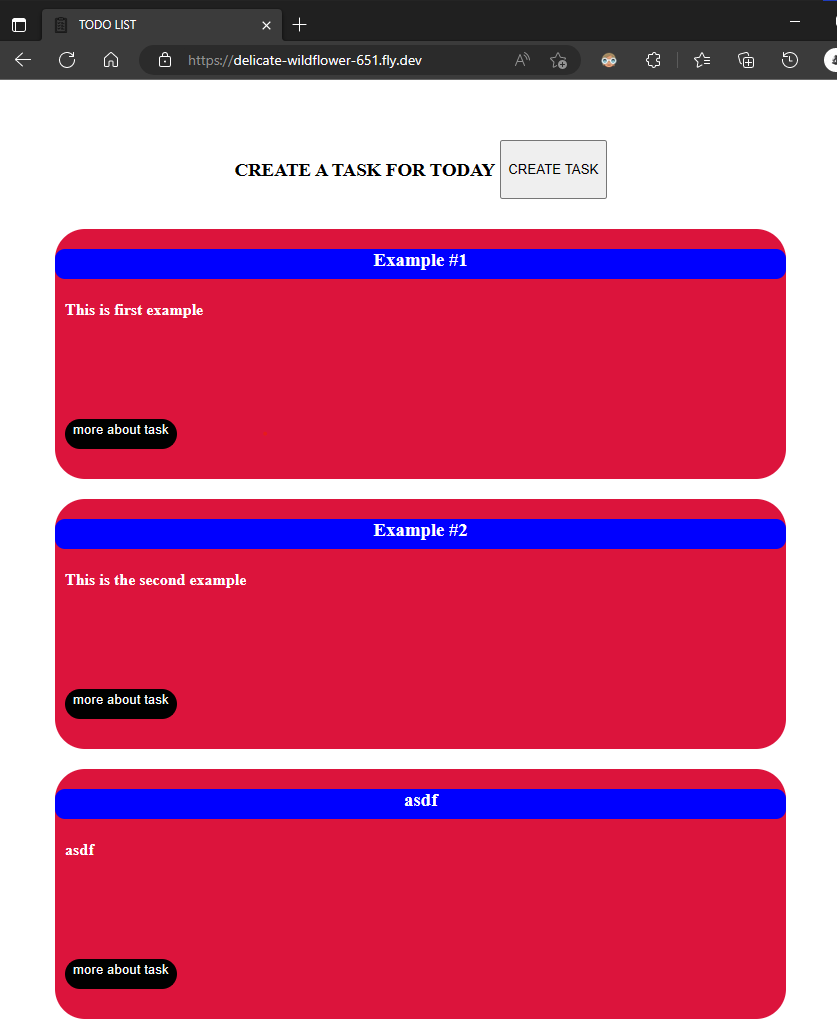 TODO LIST
https://delicate-wildflower-651.fly.dev
CREATE A TASK FOR TODAY CREATE TASK
Example #1
This is first example
more about task
Example #2
This is the second example
more about task
asdf
asdf
more about task